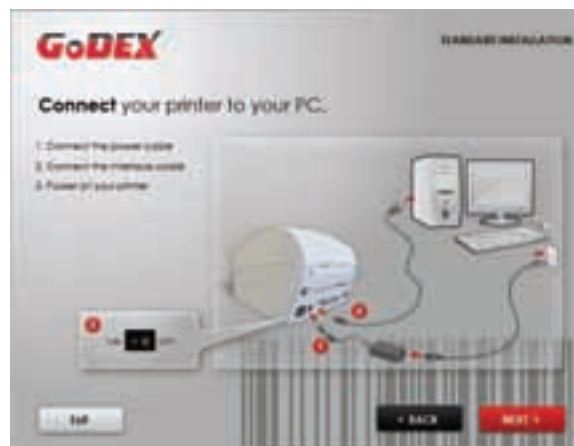 GoDEX
STANDARD INSTALLATION
Connect your printer to your PC.
1. Connect the power cable
2. Connect the interface cable
3. Power on your printer
Exit
< BACK
NEXT >